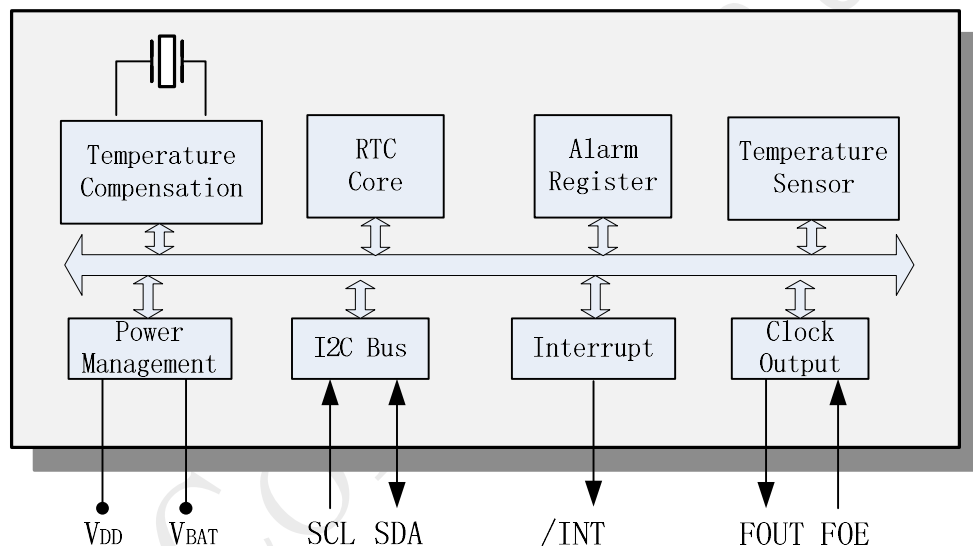 Temperature
Compensation
RTC
Core
Alarm
Register
Temperature
Sensor
Power
Management
I2C Bus
Interrupt
Clock
Output
VDD
VBAT
SCL
SDA
/INT
FOUT
FOE